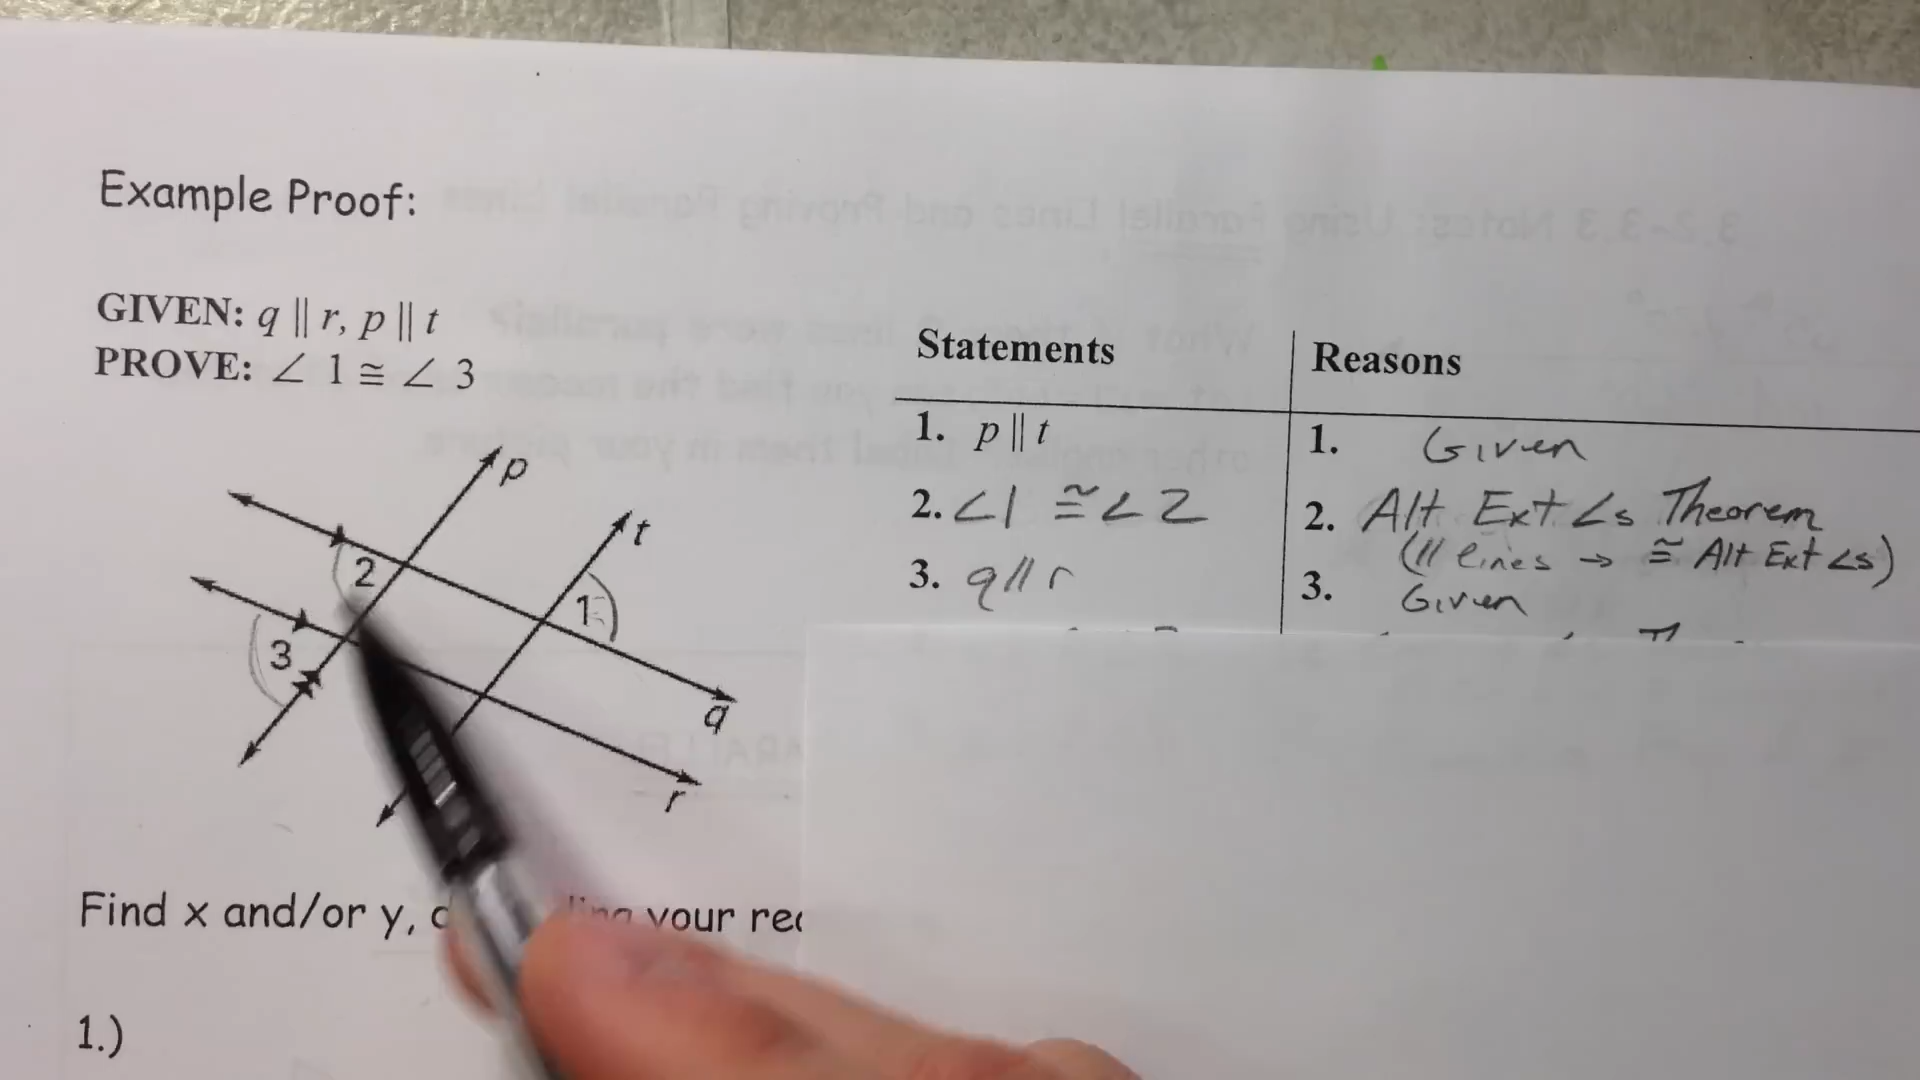 Example Proof:
GIVEN: q || r, p || t
PROVE: ∠ 1 ≅ ∠ 3
Statements
Reasons
1. p || t
1. Given
2. ∠1 ≅ ∠2
2. Alt Ext ∠s Theorem
(// lines → ≅ Alt Ext ∠s)
3. q // r
3. Given
p
t
2
1
3
q
r
Find x and/or y, your
1.)